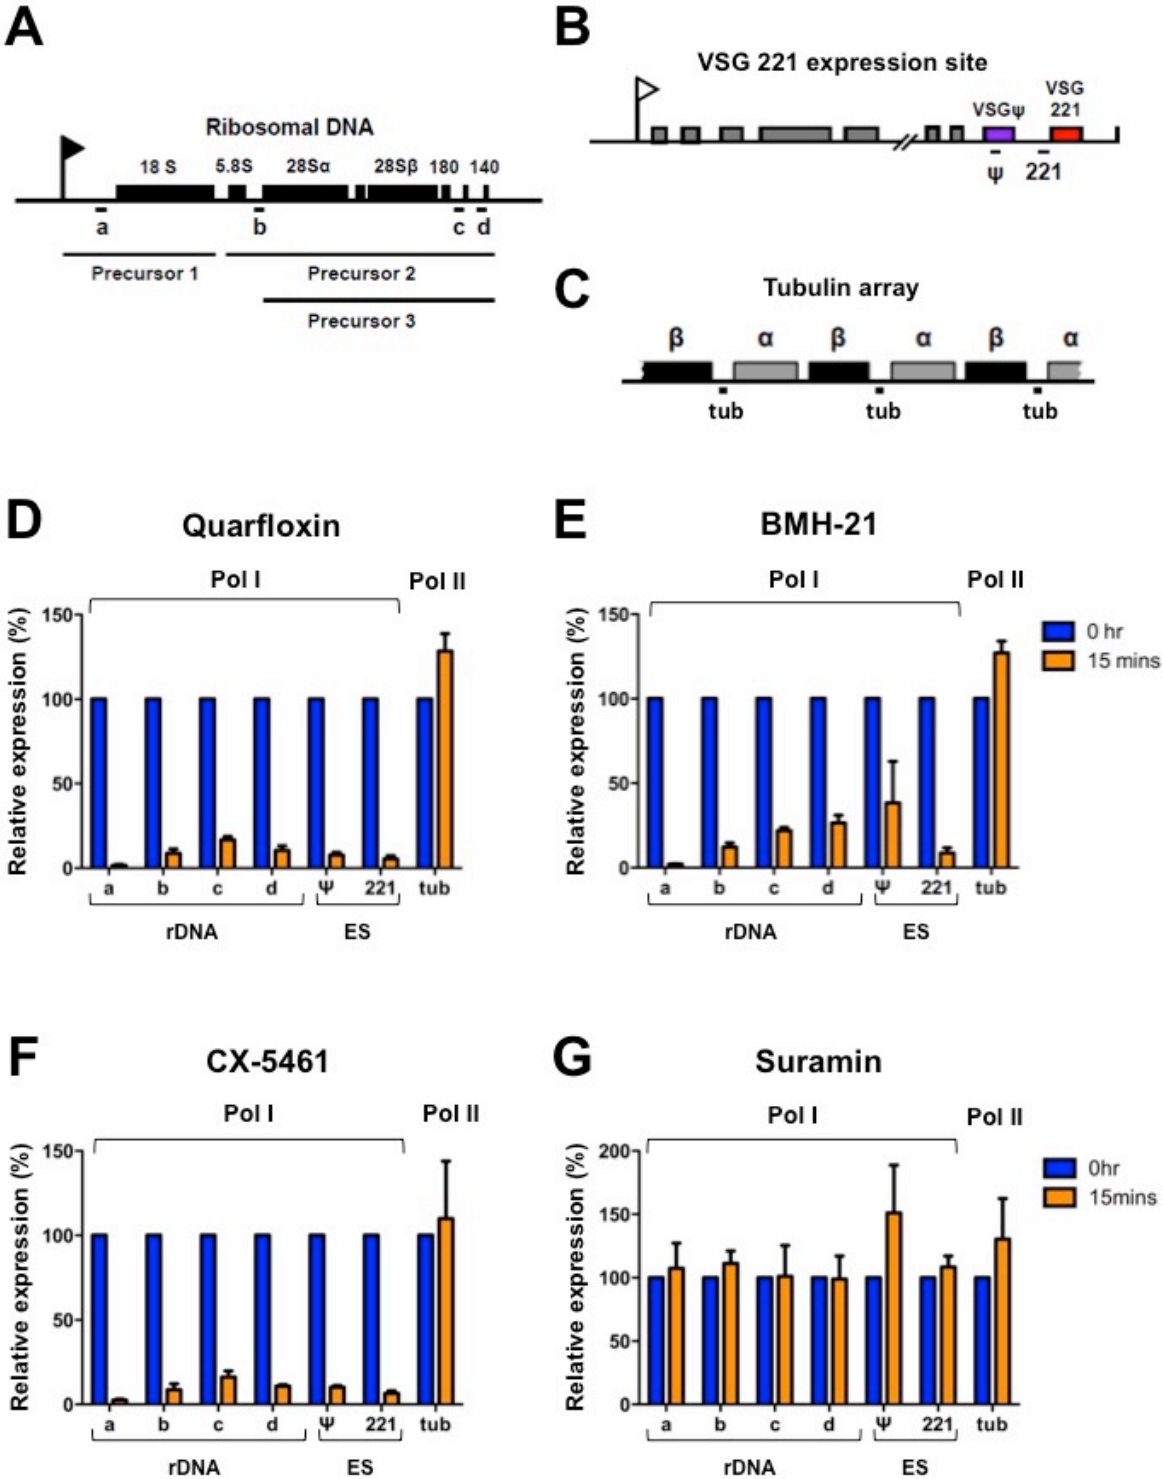 A
Ribosomal DNA
18 S 5.8S 28Sα 28Sβ 180 140
a b c d
Precursor 1 Precursor 2
Precursor 3
B
VSG 221 expression site
VSGψ VSG 221
ψ 221
C
Tubulin array
β α β α β α
tub tub tub
D
Quarfloxin
Pol I Pol II
Relative expression (%)
150
100
50
0
a b c d Ψ 221 tub
rDNA ES
E
BMH-21
Pol I Pol II
Relative expression (%)
150
100
50
0
a b c d Ψ 221 tub
rDNA ES
0 hr
15 mins
F
CX-5461
Pol I Pol II
Relative expression (%)
150
100
50
0
a b c d Ψ 221 tub
rDNA ES
G
Suramin
Pol I Pol II
Relative expression (%)
200
150
100
50
0
a b c d Ψ 221 tub
rDNA ES
0hr
15mins